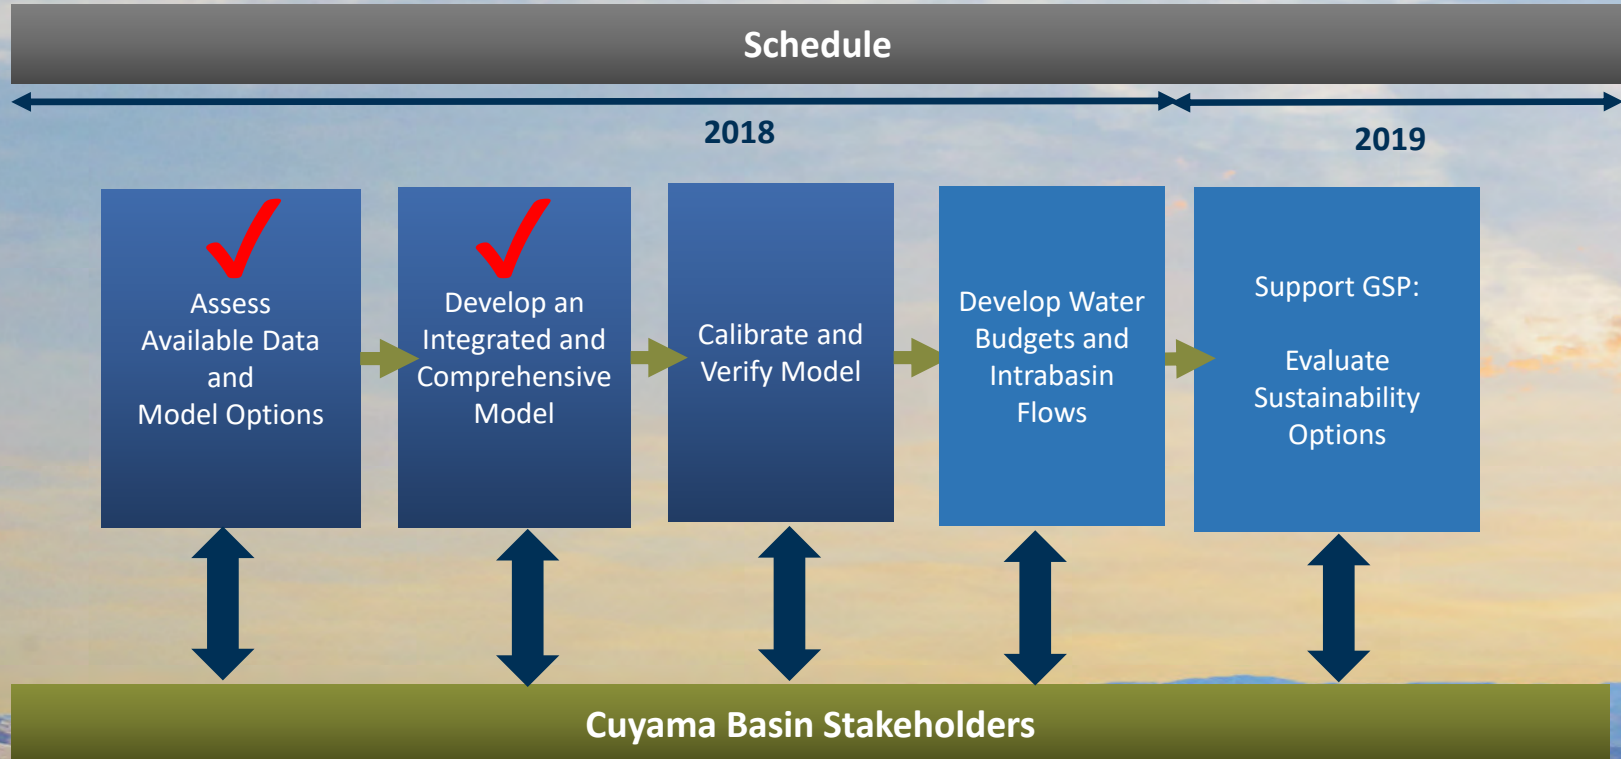 Schedule
2018
2019
Assess
Available Data
and
Model Options
Develop an
Integrated and
Comprehensive
Model
Calibrate and
Verify Model
Develop Water
Budgets and
Intrabasin
Flows
Support GSP:
Evaluate
Sustainability
Options
Cuyama Basin Stakeholders